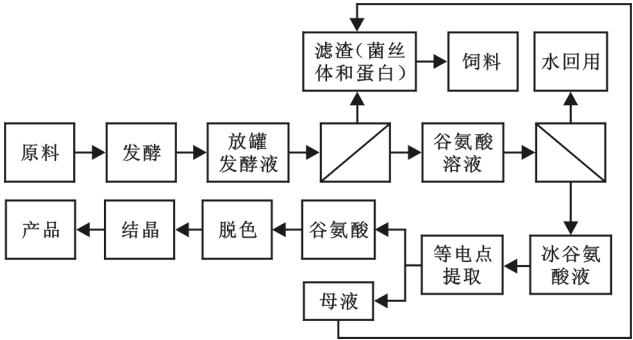 滤渣(菌丝
体和蛋白)
饲料
水回用
原料
发酵
放罐
发酵液
谷氨酸
溶液
产品
结晶
脱色
谷氨酸
等电点
提取
冰谷氨
酸液
母液